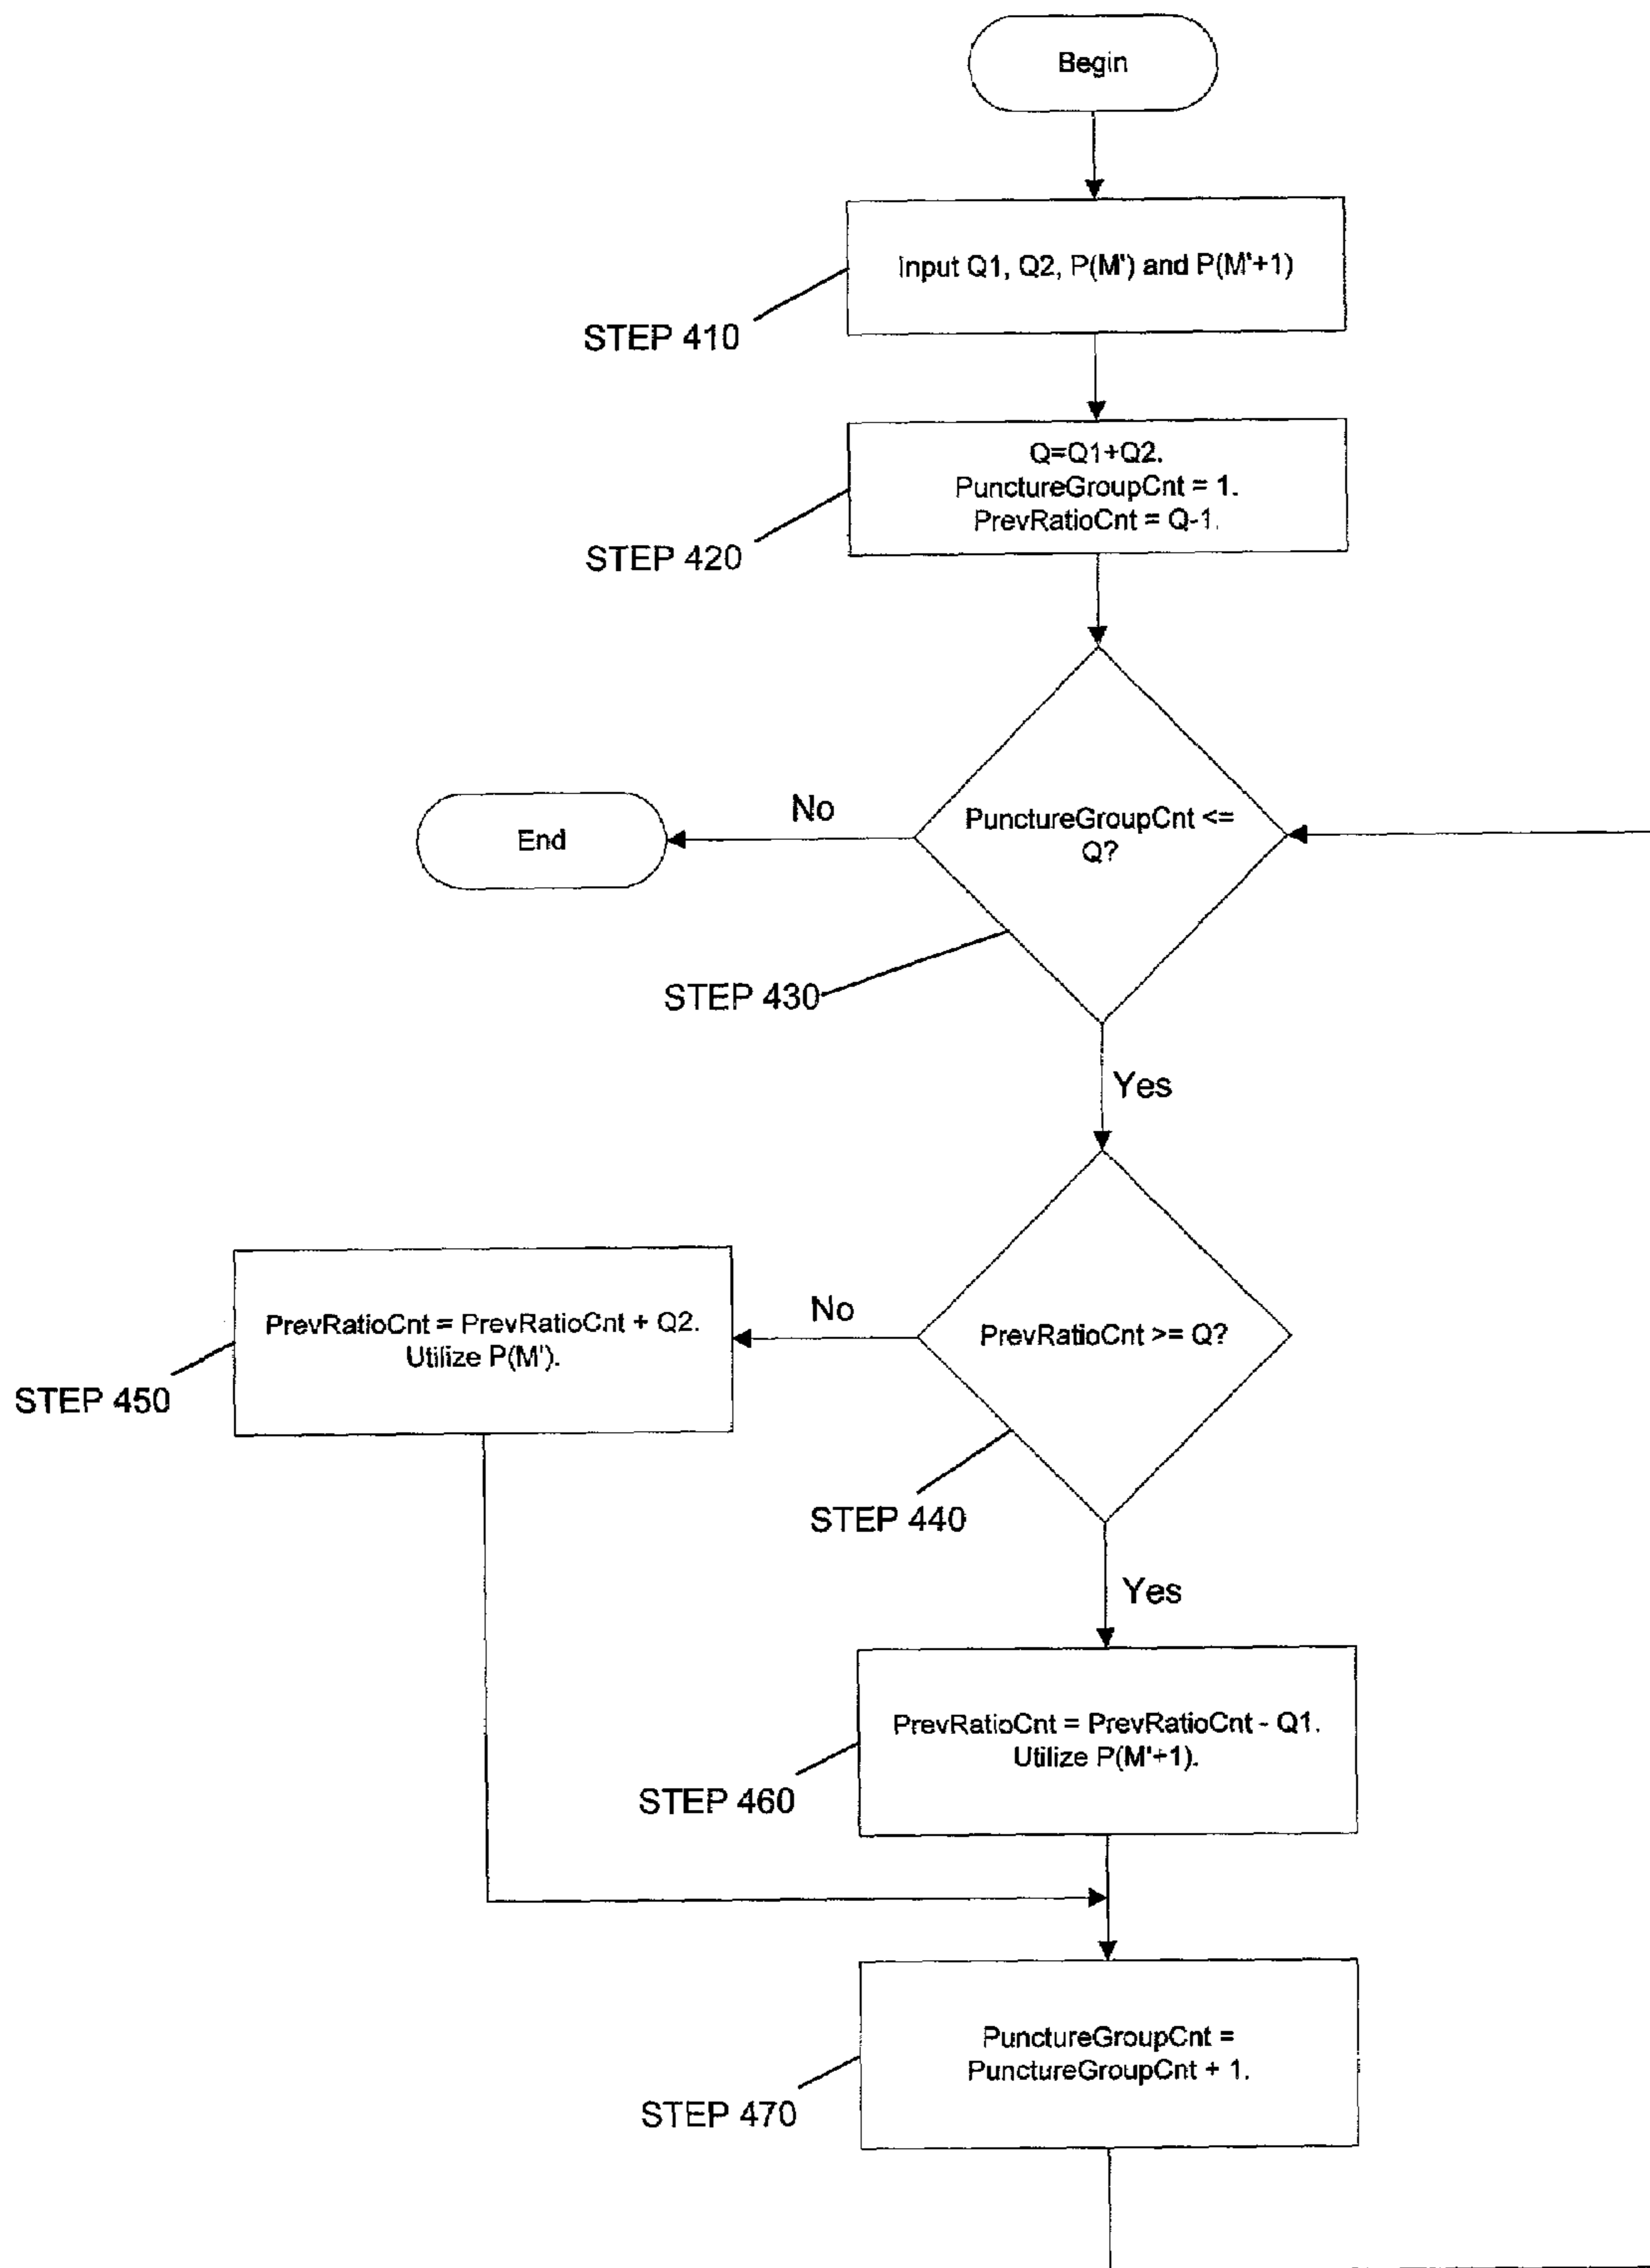 Begin
Input Q1, Q2, P(M') and P(M'+1)
STEP 410
Q=Q1+Q2.
PunctureGroupCnt = 1.
PrevRatioCnt = Q-1.
STEP 420
PunctureGroupCnt <=
Q?
No
End
STEP 430
Yes
PrevRatioCnt >= Q?
No
PrevRatioCnt = PrevRatioCnt + Q2.
Utilize P(M').
STEP 450
STEP 440
Yes
PrevRatioCnt = PrevRatioCnt - Q1.
Utilize P(M'+1).
STEP 460
PunctureGroupCnt =
PunctureGroupCnt + 1.
STEP 470